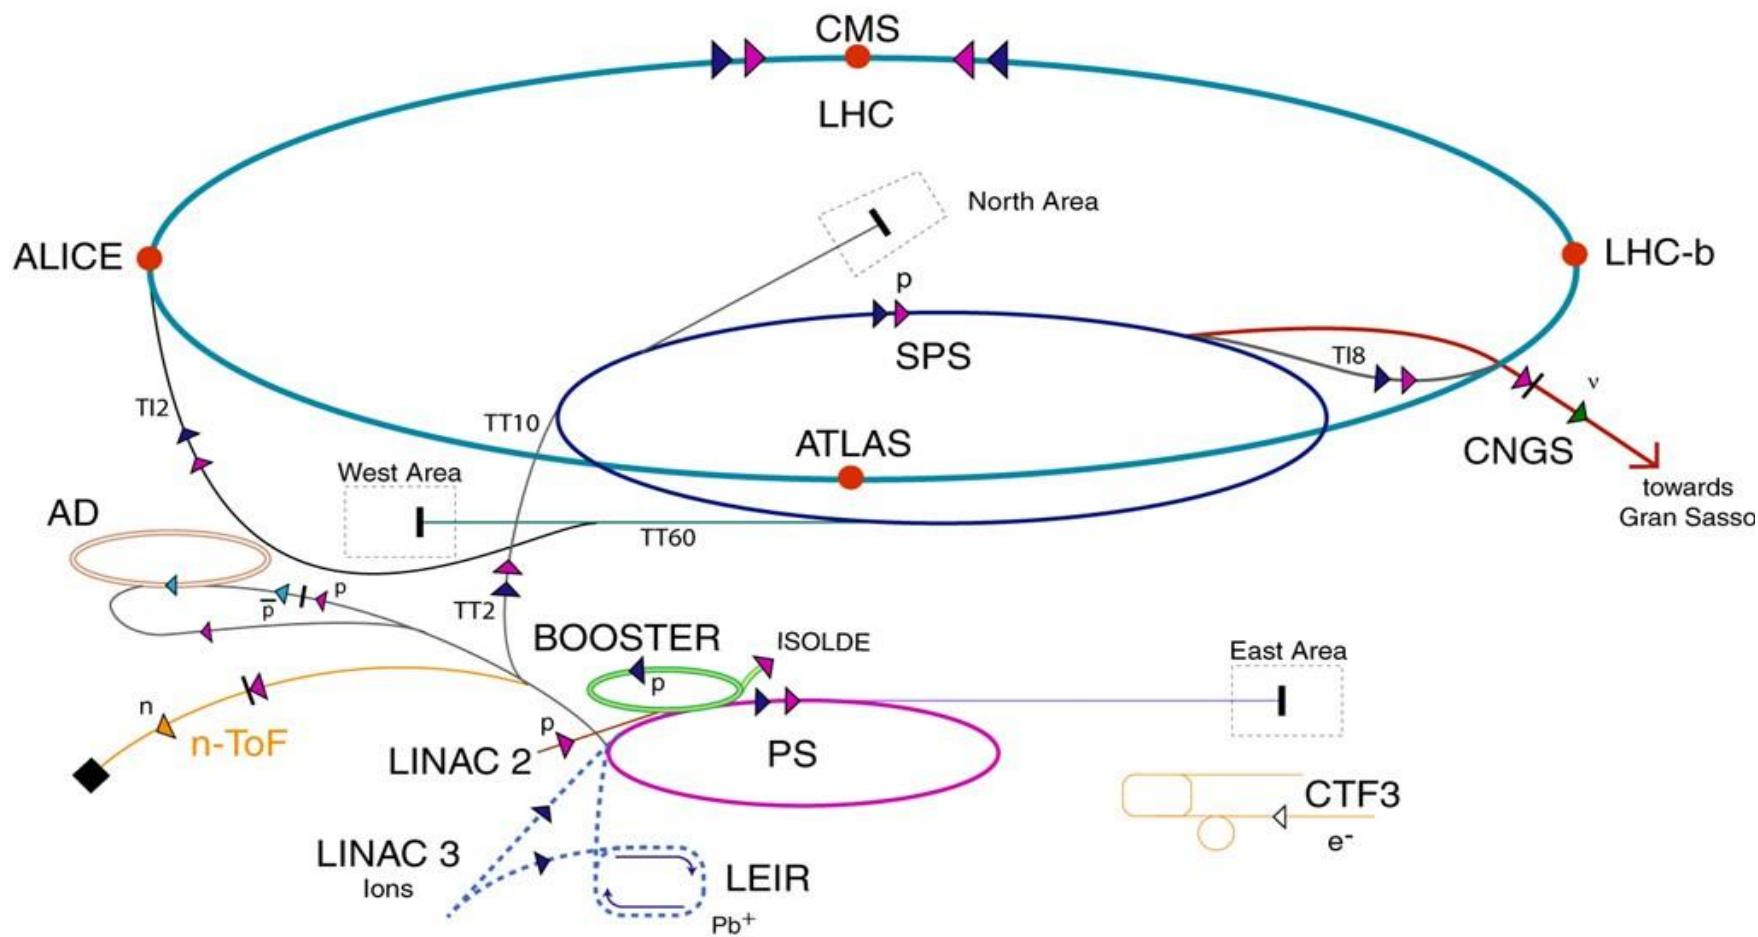 CMS
LHC
North Area
ALICE
LHC-b
p
SPS
TI8
ν
TI2
TT10
ATLAS
CNGS
West Area
towards
Gran Sasso
AD
TT60
p
p̅
TT2
BOOSTER
ISOLDE
East Area
p
n
n-ToF
p
LINAC 2
PS
CTF3
e⁻
LINAC 3
Ions
LEIR
Pb⁺